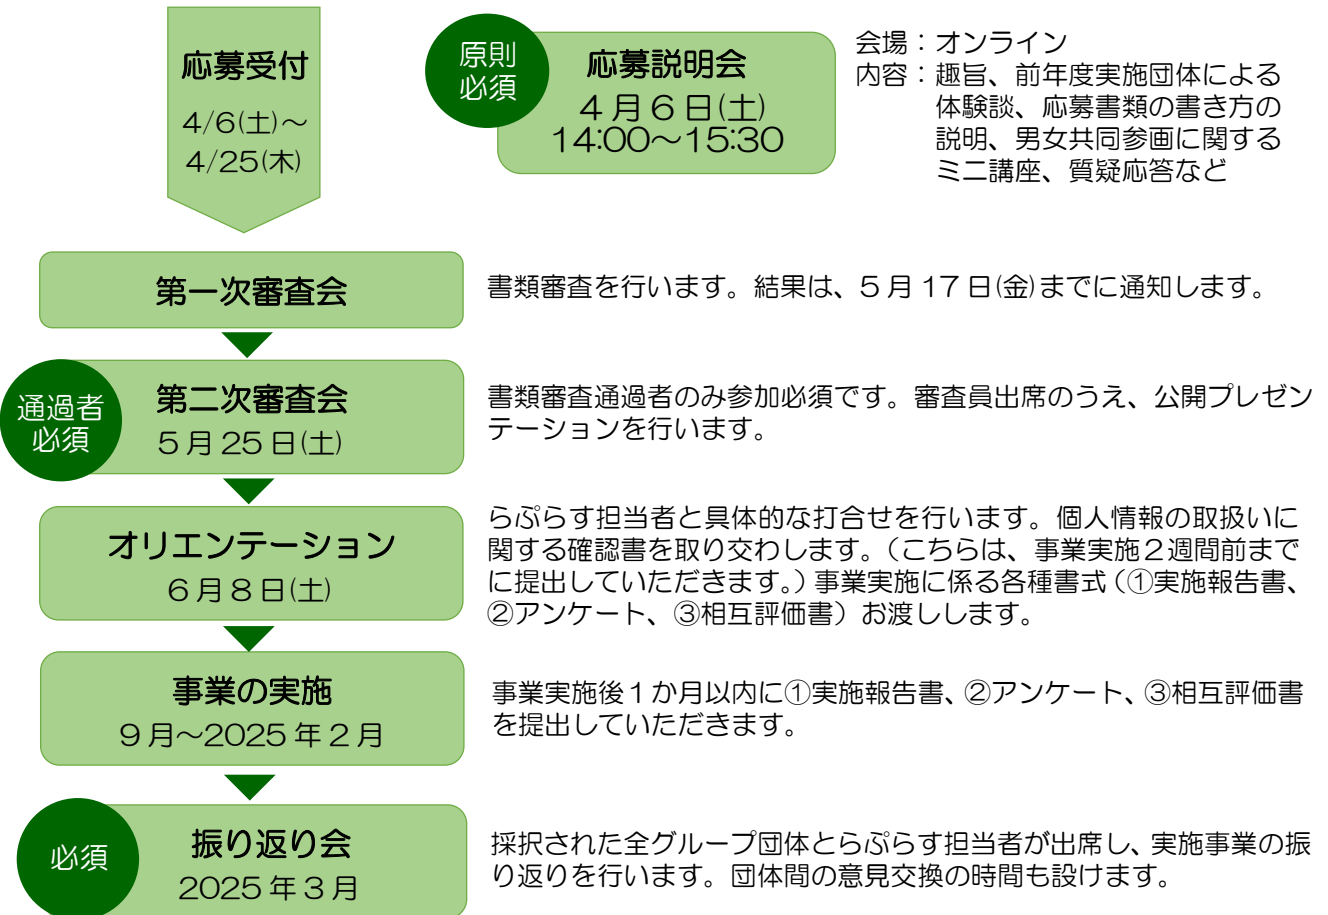 応募受付
4/6(土)～
4/25(木)
原則
必須
応募説明会
４月６日(土)
14:00～15:30
会場：オンライン
内容：趣旨、前年度実施団体による
体験談、応募書類の書き方の
説明、男女共同参画に関する
ミニ講座、質疑応答など
第一次審査会
書類審査を行います。結果は、５月17日(金)までに通知します。
通過者
必須
第二次審査会
５月25日(土)
書類審査通過者のみ参加必須です。審査員出席のうえ、公開プレゼン
テーションを行います。
オリエンテーション
６月８日(土)
らぷらす担当者と具体的な打合せを行います。個人情報の取扱いに
関する確認書を取り交わします。（こちらは、事業実施２週間前まで
に提出していただきます。）事業実施に係る各種書式（①実施報告書、
②アンケート、③相互評価書）お渡しします。
事業の実施
９月～2025年２月
事業実施後１か月以内に①実施報告書、②アンケート、③相互評価書
を提出していただきます。
必須
振り返り会
2025年３月
採択された全グループ団体とらぷらす担当者が出席し、実施事業の振
り返りを行います。団体間の意見交換の時間も設けます。